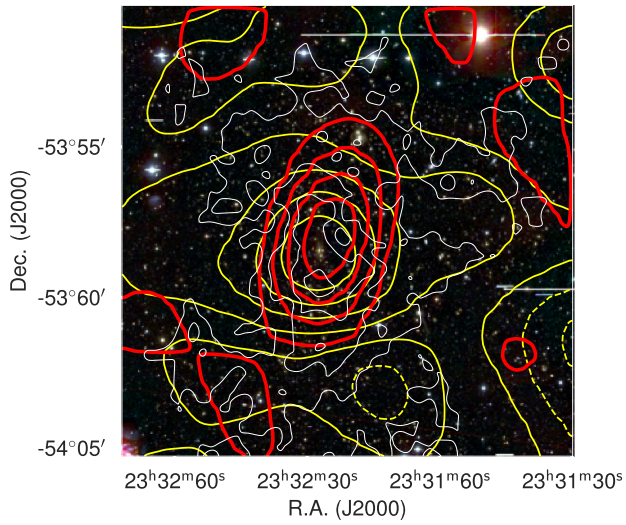 -53°55′
-53°60′
-54°05′
Dec. (J2000)
23ʰ32ᵐ60ˢ 23ʰ32ᵐ30ˢ 23ʰ31ᵐ60ˢ 23ʰ31ᵐ30ˢ
R.A. (J2000)